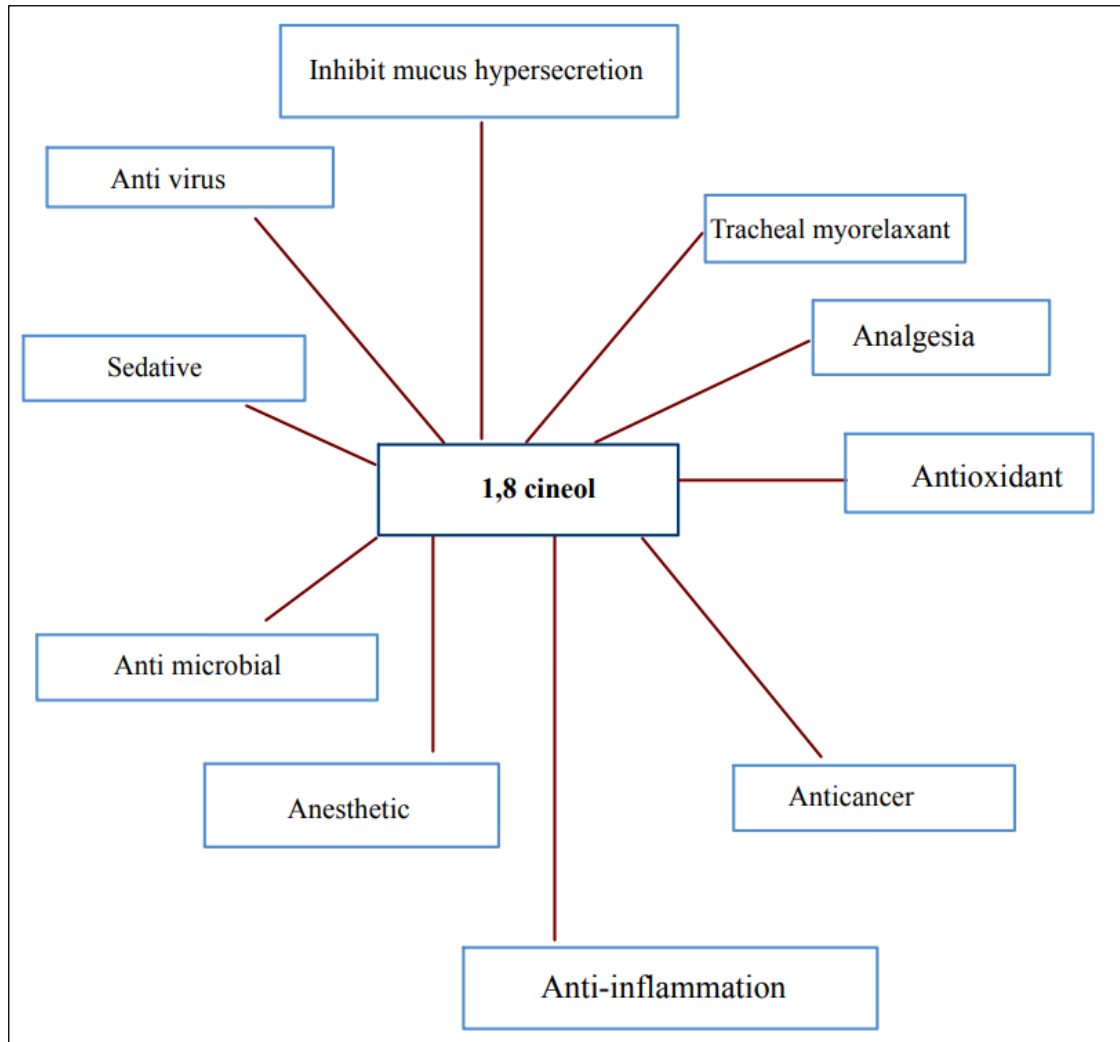 Inhibit mucus hypersecretion
Anti virus
Tracheal myorelaxant
Sedative
Analgesia
Antioxidant
1,8 cineol
Anti microbial
Anesthetic
Anticancer
Anti-inflammation